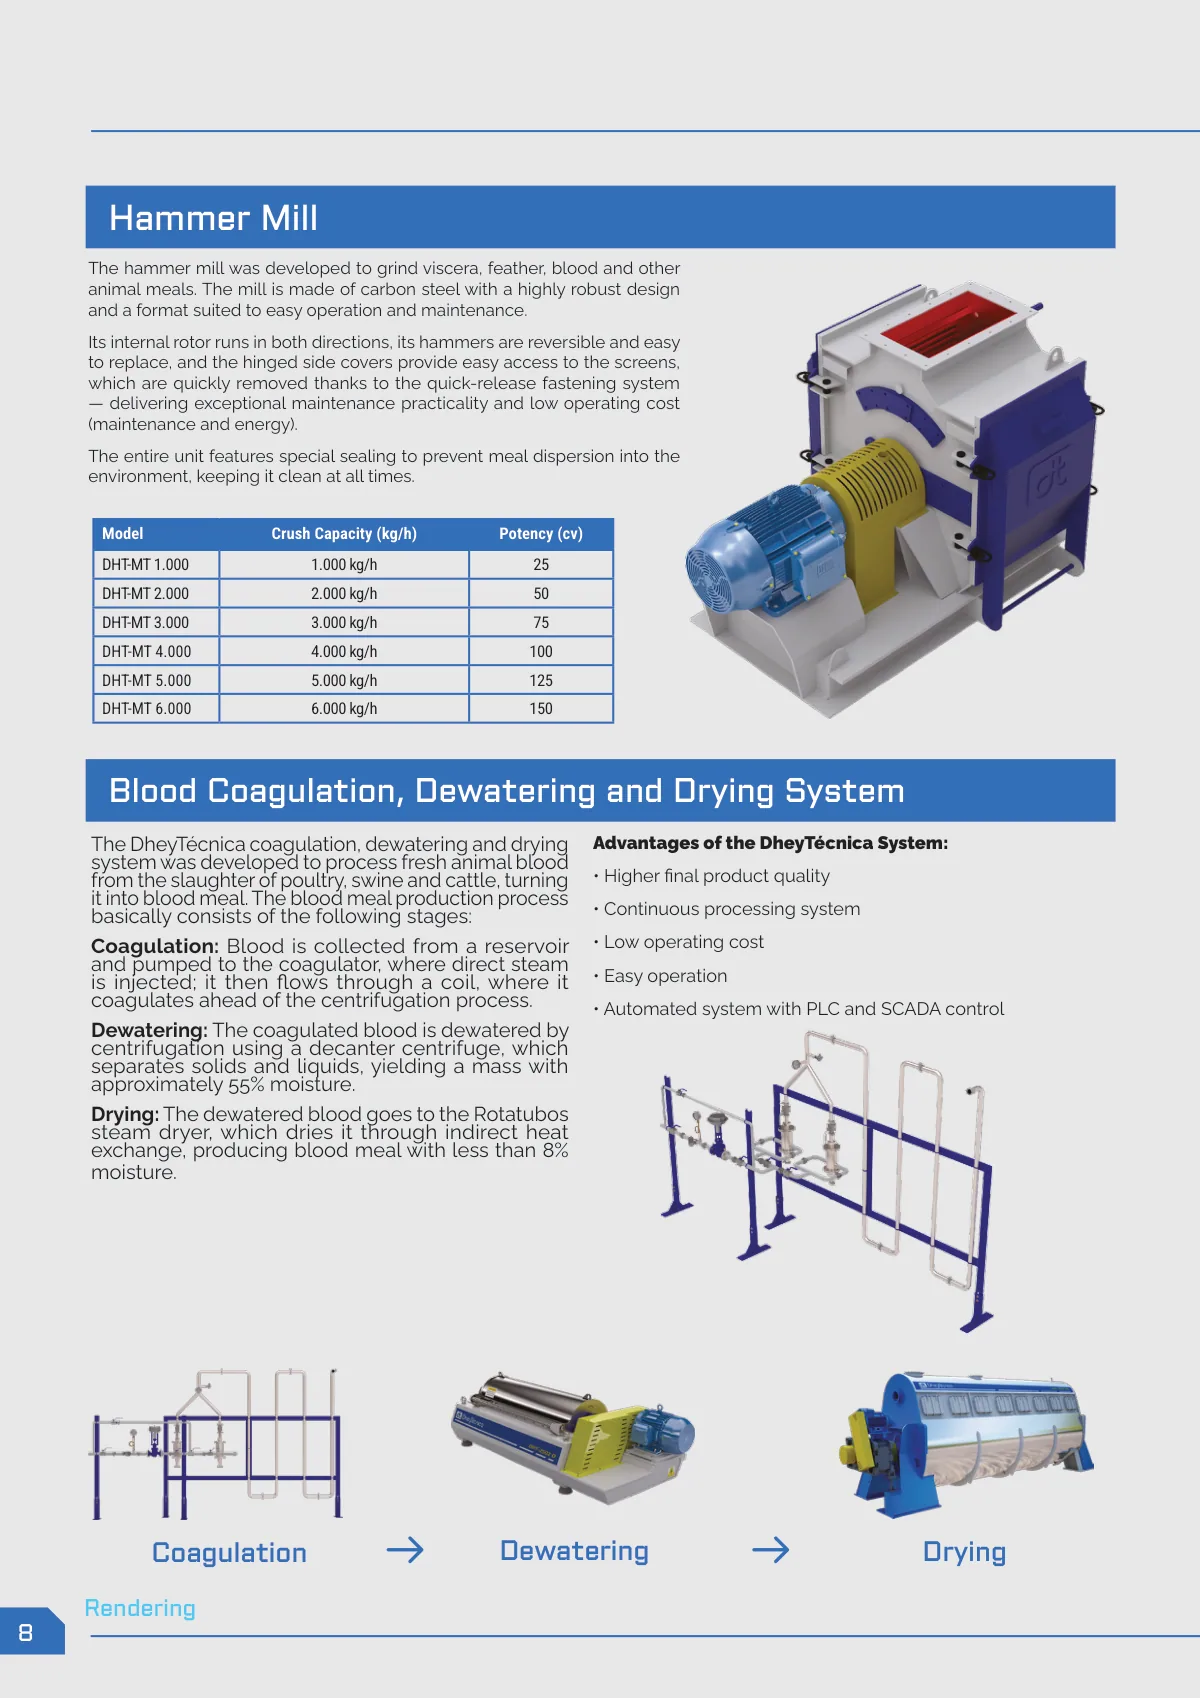 Hammer Mill
The hammer mill was developed to grind viscera, feather, blood and other
animal meals. The mill is made of carbon steel with a highly robust design
and a format suited to easy operation and maintenance.
Its internal rotor runs in both directions, its hammers are reversible and easy
to replace, and the hinged side covers provide easy access to the screens,
which are quickly removed thanks to the quick-release fastening system
— delivering exceptional maintenance practicality and low operating cost
(maintenance and energy).
The entire unit features special sealing to prevent meal dispersion into the
environment, keeping it clean at all times.
Model Crush Capacity (kg/h) Potency (cv)
DHT-MT 1.000 1.000 kg/h 25
DHT-MT 2.000 2.000 kg/h 50
DHT-MT 3.000 3.000 kg/h 75
DHT-MT 4.000 4.000 kg/h 100
DHT-MT 5.000 5.000 kg/h 125
DHT-MT 6.000 6.000 kg/h 150
dt
Blood Coagulation, Dewatering and Drying System
The DheyTécnica coagulation, dewatering and drying
system was developed to process fresh animal blood
from the slaughter of poultry, swine and cattle, turning
it into blood meal. The blood meal production process
basically consists of the following stages:
Coagulation: Blood is collected from a reservoir
and pumped to the coagulator, where direct steam
is injected; it then flows through a coil, where it
coagulates ahead of the centrifugation process.
Dewatering: The coagulated blood is dewatered by
centrifugation using a decanter centrifuge, which
separates solids and liquids, yielding a mass with
approximately 55% moisture.
Drying: The dewatered blood goes to the Rotatubos
steam dryer, which dries it through indirect heat
exchange, producing blood meal with less than 8%
moisture.
Advantages of the DheyTécnica System:
• Higher final product quality
• Continuous processing system
• Low operating cost
• Easy operation
• Automated system with PLC and SCADA control
Coagulation → Dewatering → Drying
Rendering
8